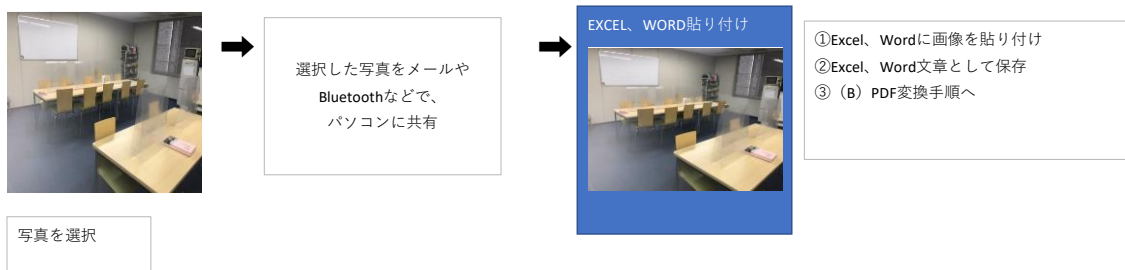 写真を選択
選択した写真をメールや
Bluetoothなどで、
パソコンに共有
EXCEL、WORD貼り付け
①Excel、Wordに画像を貼り付け
②Excel、Word文章として保存
③（B）PDF変換手順へ